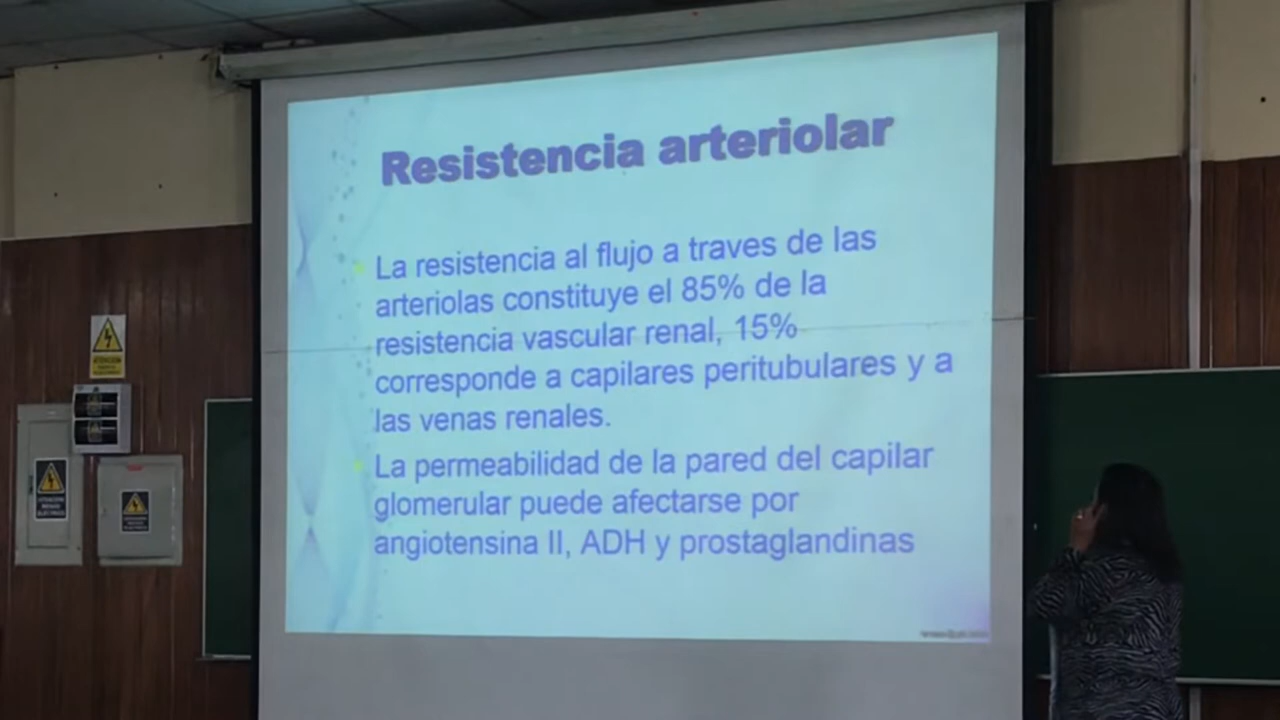 Resistencia arteriolar
La resistencia al flujo a traves de las
arteriolas constituye el 85% de la
resistencia vascular renal, 15%
corresponde a capilares peritubulares y a
las venas renales.
La permeabilidad de la pared del capilar
glomerular puede afectarse por
angiotensina II, ADH y prostaglandinas
ATENCION